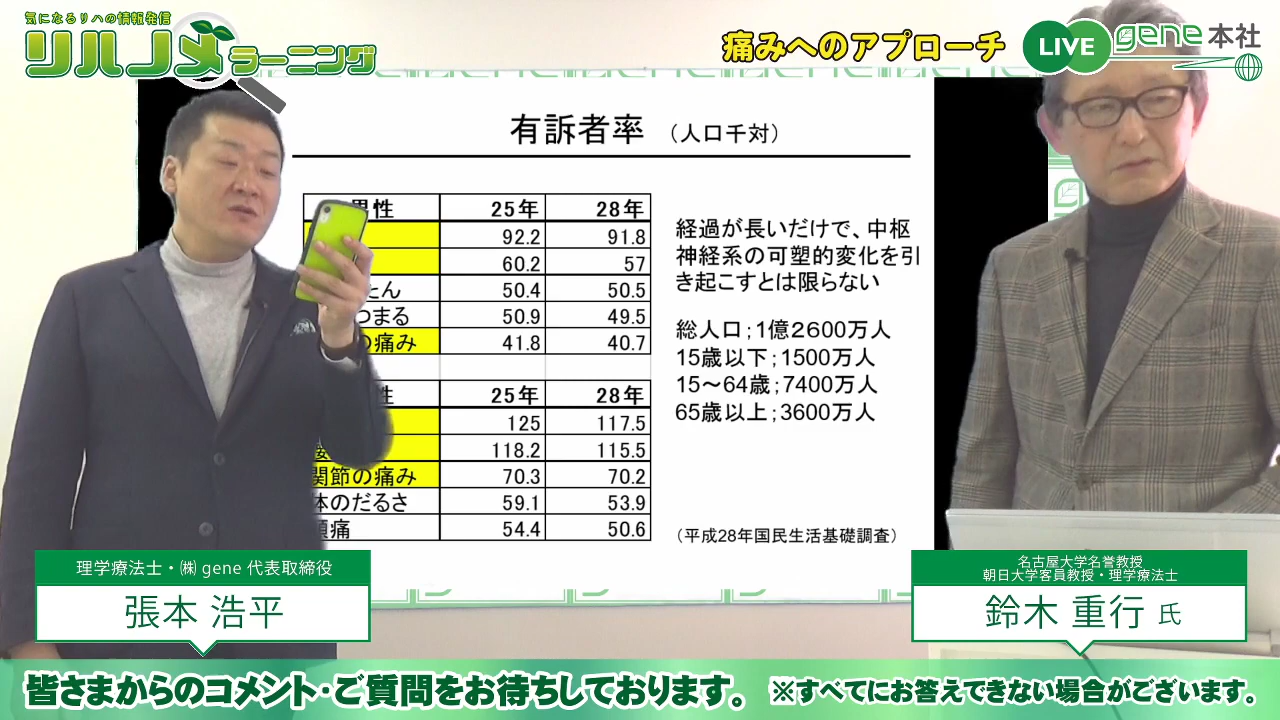 気になるリハの情報発信
リハノメ
ラーニング
痛みへのアプローチ
LIVE
gene 本社
有訴者率 （人口千対）
男性 25年 28年
92.2 91.8
60.2 57
たん 50.4 50.5
つまる 50.9 49.5
の痛み 41.8 40.7
性 25年 28年
125 117.5
118.2 115.5
関節の痛み 70.3 70.2
体のだるさ 59.1 53.9
頭痛 54.4 50.6
経過が長いだけで、中枢
神経系の可塑的変化を引
き起こすとは限らない
総人口；1億2600万人
15歳以下；1500万人
15～64歳；7400万人
65歳以上；3600万人
（平成28年国民生活基礎調査）
理学療法士・㈱ gene 代表取締役
張本 浩平
名古屋大学名誉教授
朝日大学客員教授・理学療法士
鈴木 重行 氏
皆さまからのコメント・ご質問をお待ちしております。 ※すべてにお答えできない場合がございます。